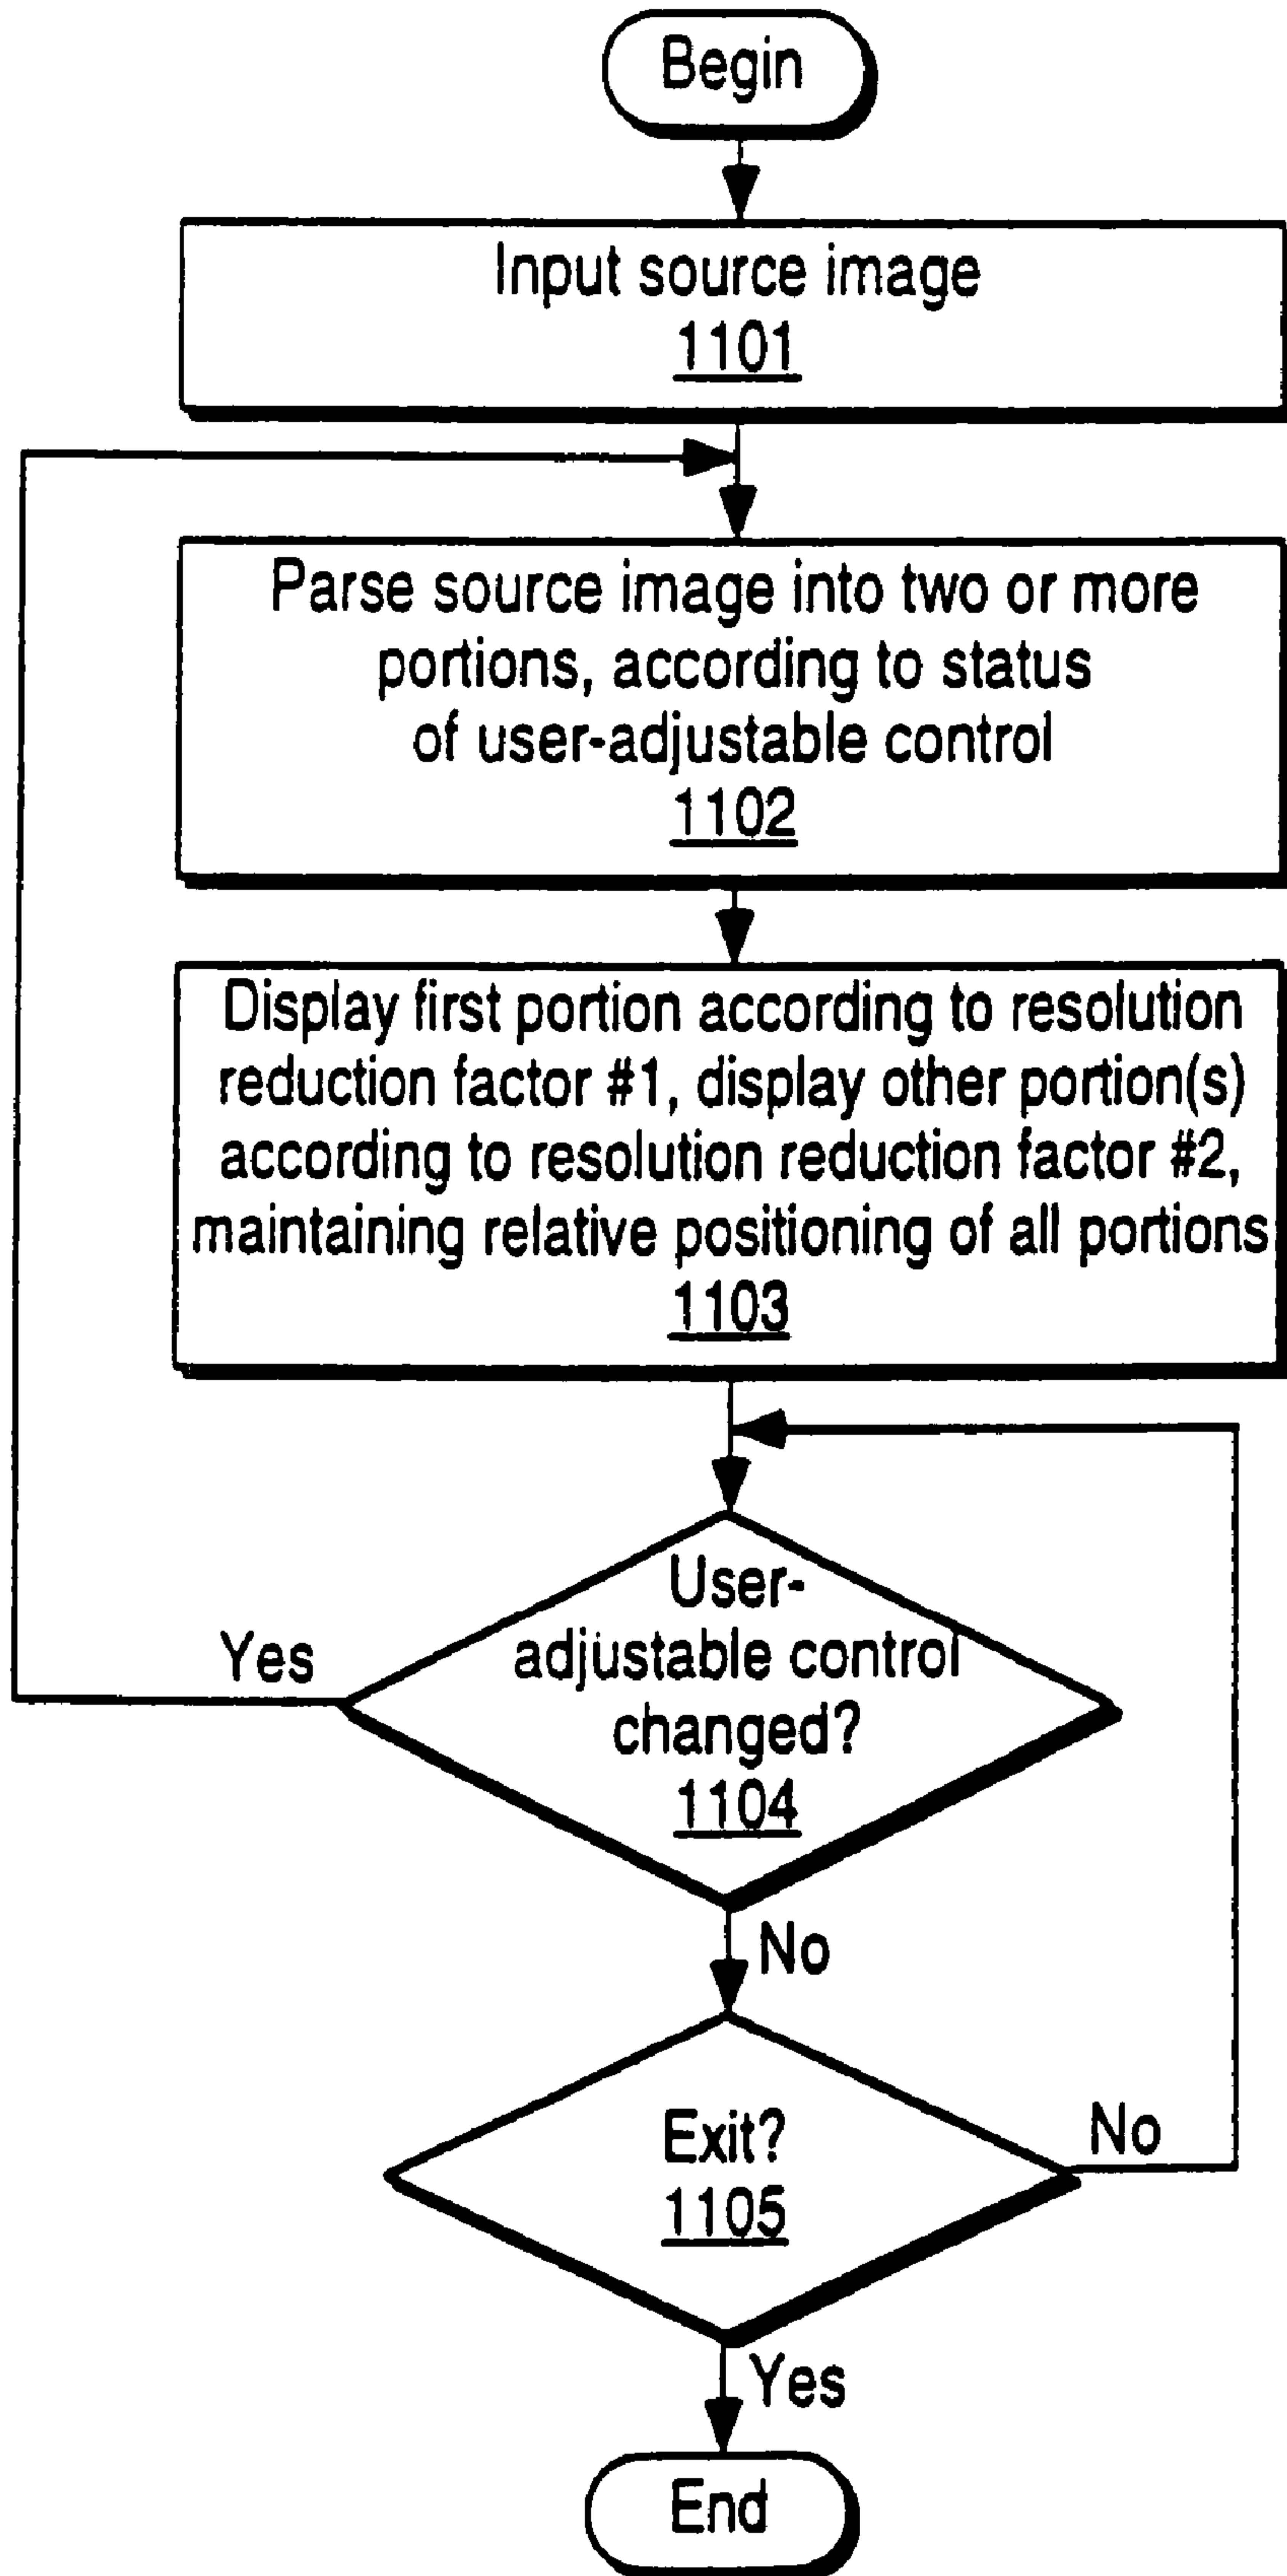 Begin
Input source image
1101
Parse source image into two or more
portions, according to status
of user-adjustable control
1102
Display first portion according to resolution
reduction factor #1, display other portion(s)
according to resolution reduction factor #2,
maintaining relative positioning of all portions
1103
User-
adjustable control
changed?
1104
Yes
No
Exit?
1105
No
Yes
End